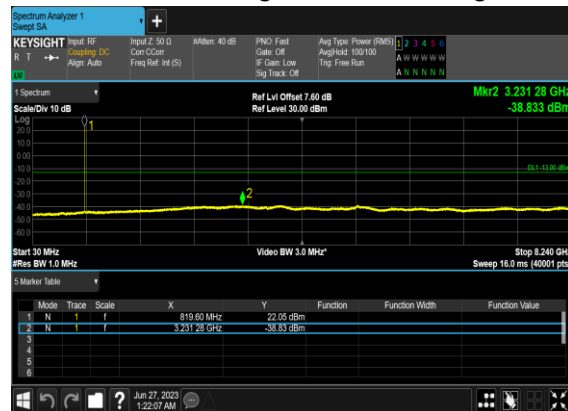 Spectrum Analyzer 1
Swept SA
+
KEYSIGHT
R T
LW
Input: RF
Coupling: DC
Align: Auto
Input Z: 50 Ω
Corr CCorr
Freq Ref: Int (S)
#Atten: 40 dB
PNO: Fast
Gate: Off
IF Gain: Low
Sig Track: Off
Avg Type: Power (RMS)
Avg|Hold: 100/100
Trig: Free Run
1 2 3 4 5 6
A W W W W W
A N N N N N
1 Spectrum
Scale/Div 10 dB
Ref Lvl Offset 7.60 dB
Ref Level 30.00 dBm
Mkr2 3.231 28 GHz
-38.833 dBm
Log
20.0
10.0
0.00
-10.0
-20.0
-30.0
-40.0
-50.0
-60.0
1
2
DL1 -13.00 dBm
Start 30 MHz
#Res BW 1.0 MHz
Video BW 3.0 MHz*
Stop 8.240 GHz
Sweep 16.0 ms (40001 pts)
5 Marker Table
Mode Trace Scale X Y Function Function Width Function Value
1 N 1 f 819.60 MHz 22.05 dBm
2 N 1 f 3.231 28 GHz -38.83 dBm
3
4
5
6
?
Jun 27, 2023
1:22:07 AM